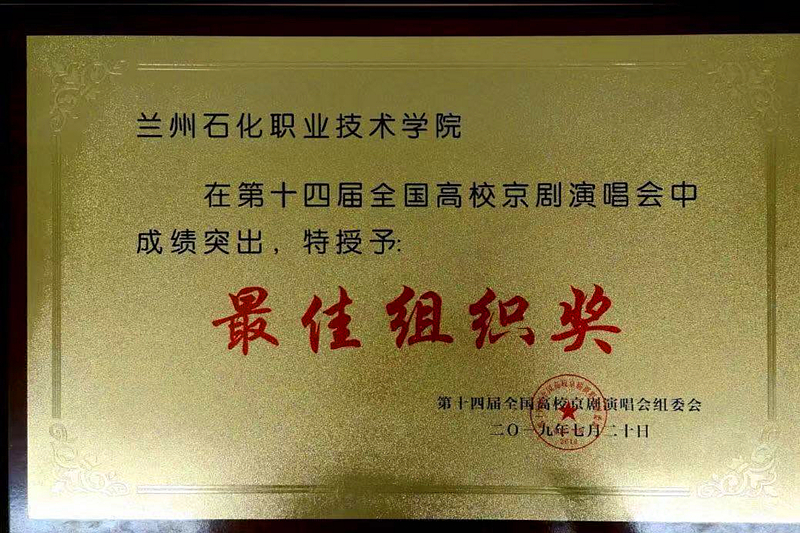 兰州石化职业技术学院
在第十四届全国高校京剧演唱会中
成绩突出，特授予:
最佳组织奖
第十四届全国高校京剧演唱会组委会
二〇一九年七月二十日